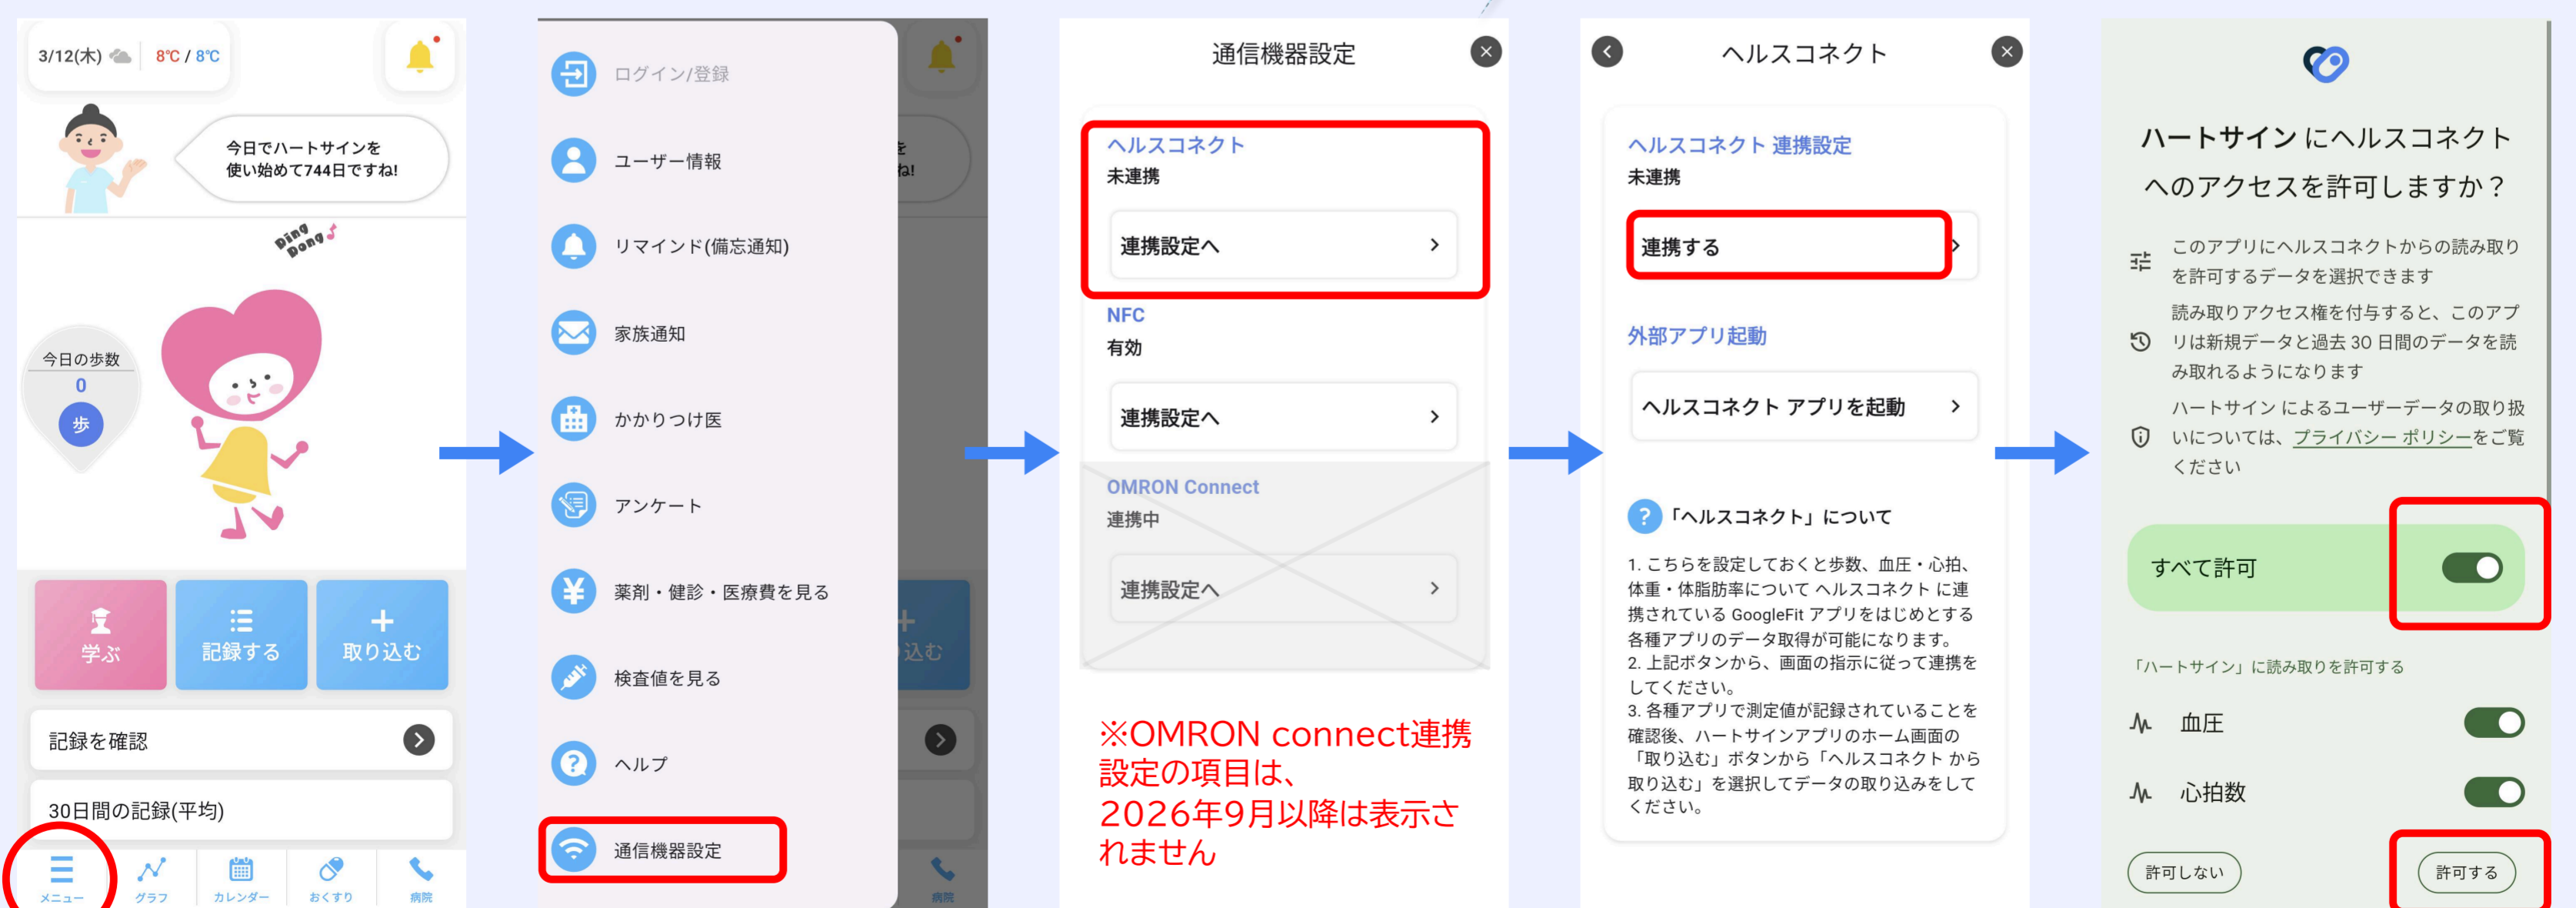 3/12(木) 8℃ / 8℃
今日でハートサインを
使い始めて744日ですね!
Ding
Dong
今日の歩数
0
歩
学ぶ
記録する
取り込む
記録を確認
30日間の記録(平均)
メニュー
グラフ
カレンダー
おくすり
病院
ログイン/登録
ユーザー情報
リマインド(備忘通知)
家族通知
かかりつけ医
アンケート
薬剤・健診・医療費を見る
検査値を見る
ヘルプ
通信機器設定
を
ね!
り込む
病院
通信機器設定
ヘルスコネクト
未連携
連携設定へ
NFC
有効
連携設定へ
OMRON Connect
連携中
連携設定へ
※OMRON connect連携
設定の項目は、
2026年9月以降は表示さ
れません
ヘルスコネクト
ヘルスコネクト 連携設定
未連携
連携する
外部アプリ起動
ヘルスコネクト アプリを起動
?「ヘルスコネクト」について
1. こちらを設定しておくと歩数、血圧・心拍、
体重・体脂肪率について ヘルスコネクト に連
携されている GoogleFit アプリをはじめとする
各種アプリのデータ取得が可能になります。
2. 上記ボタンから、画面の指示に従って連携を
してください。
3. 各種アプリで測定値が記録されていることを
確認後、ハートサインアプリのホーム画面の
「取り込む」ボタンから「ヘルスコネクト から
取り込む」を選択してデータの取り込みをして
ください。
ハートサイン にヘルスコネクト
へのアクセスを許可しますか？
このアプリにヘルスコネクトからの読み取り
を許可するデータを選択できます
読み取りアクセス権を付与すると、このアプ
リは新規データと過去 30 日間のデータを読
み取れるようになります
ハートサイン によるユーザーデータの取り扱
いについては、プライバシー ポリシーをご覧
ください
すべて許可
「ハートサイン」に読み取りを許可する
血圧
心拍数
許可しない
許可する